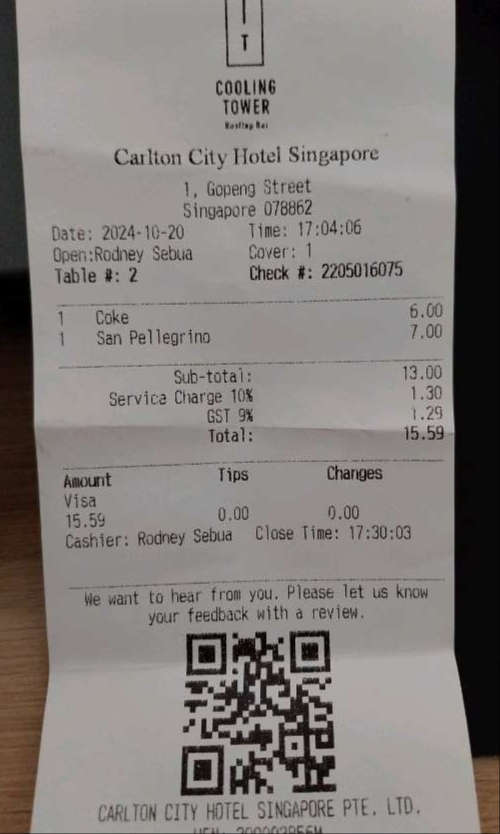 T
COOLING
TOWER
Rooftop Bar
Carlton City Hotel Singapore
1, Gopeng Street
Singapore 078862
Date: 2024-10-20 Time: 17:04:06
Open:Rodney Sebua Cover: 1
Table #: 2 Check #: 2205016075
1 Coke 6.00
1 San Pellegrino 7.00
Sub-total: 13.00
Service Charge 10% 1.30
GST 9% 1.29
Total: 15.59
Amount Tips Changes
Visa
15.59 0.00 0.00
Cashier: Rodney Sebua Close Time: 17:30:03
We want to hear from you. Please let us know
your feedback with a review.
CARLTON CITY HOTEL SINGAPORE PTE. LTD.